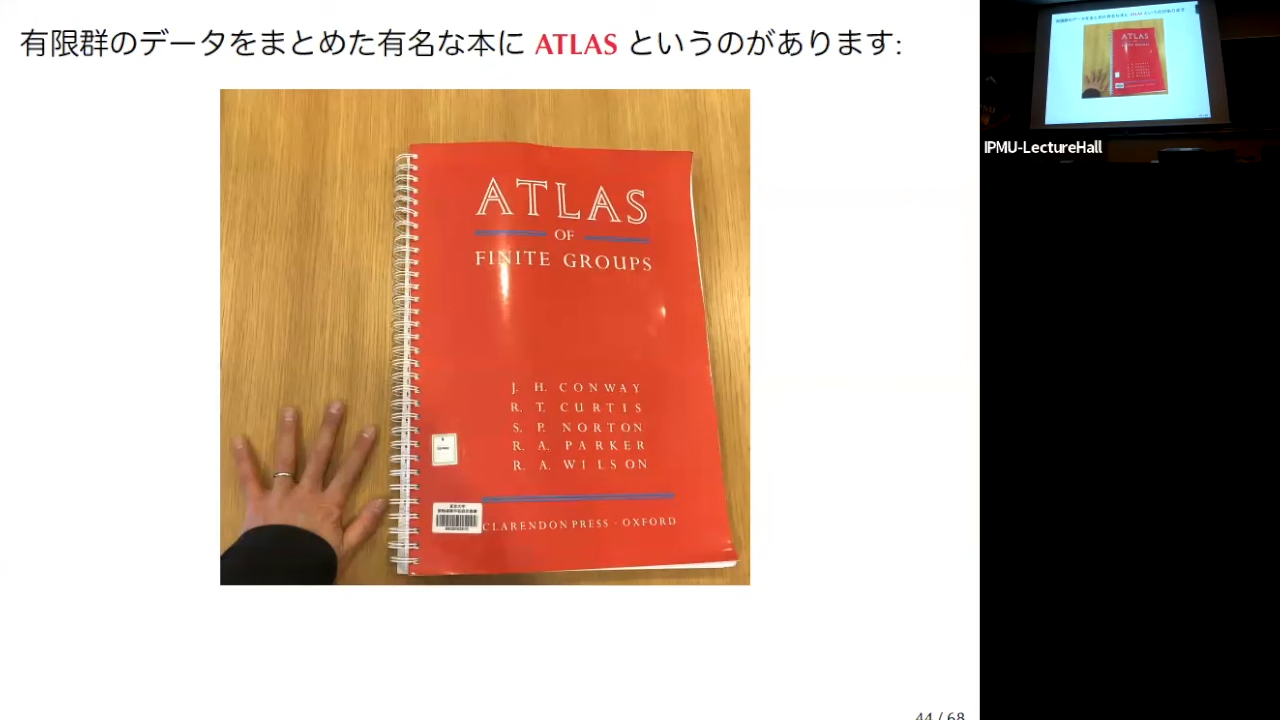 有限群のデータをまとめた有名な本に ATLAS というのがあります:
ATLAS
OF
FINITE GROUPS
J. H. CONWAY
R. T. CURTIS
S. P. NORTON
R. A. PARKER
R. A. WILSON
CLARENDON PRESS · OXFORD
44 / 68
IPMU-LectureHall